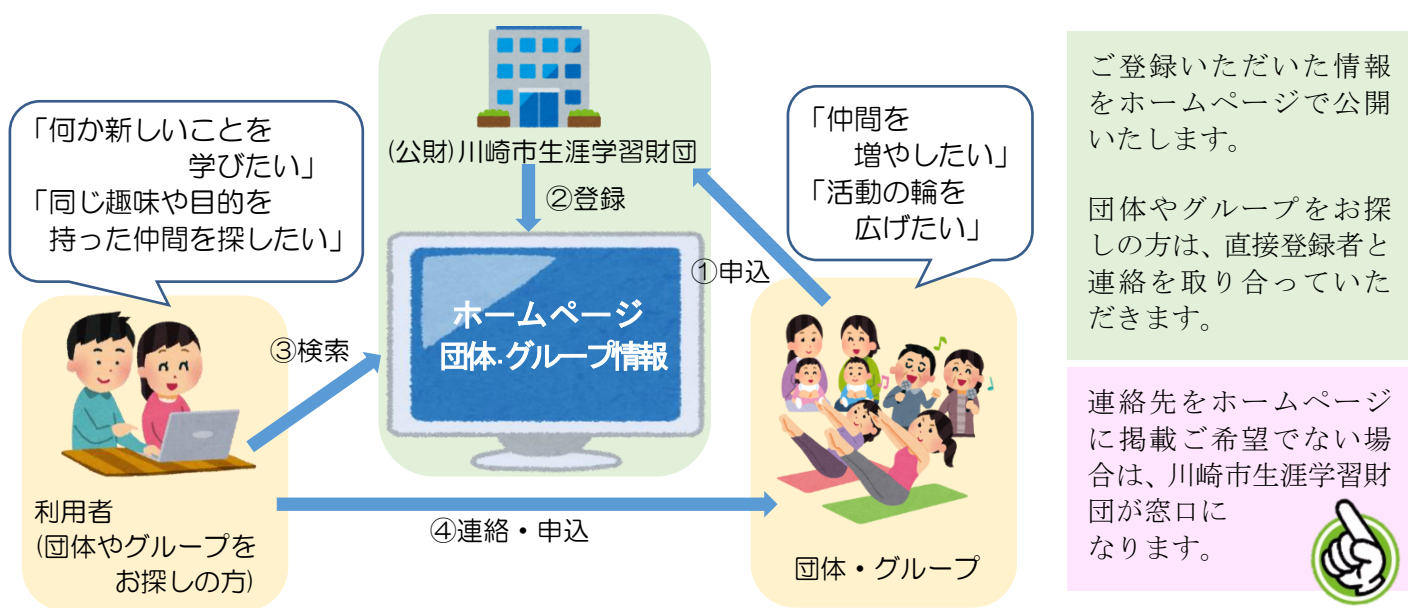 (公財)川崎市生涯学習財団
「何か新しいことを
学びたい」
「同じ趣味や目的を
持った仲間を探したい」
「仲間を
増やしたい」
「活動の輪を
広げたい」
②登録
①申込
ホームページ
団体・グループ情報
③検索
④連絡・申込
利用者
(団体やグループを
お探しの方)
団体・グループ
ご登録いただいた情報
をホームページで公開
いたします。
団体やグループをお探
しの方は、直接登録者と
連絡を取り合っていた
だきます。
連絡先をホームページ
に掲載ご希望でない場
合は、川崎市生涯学習財
団が窓口に
なります。